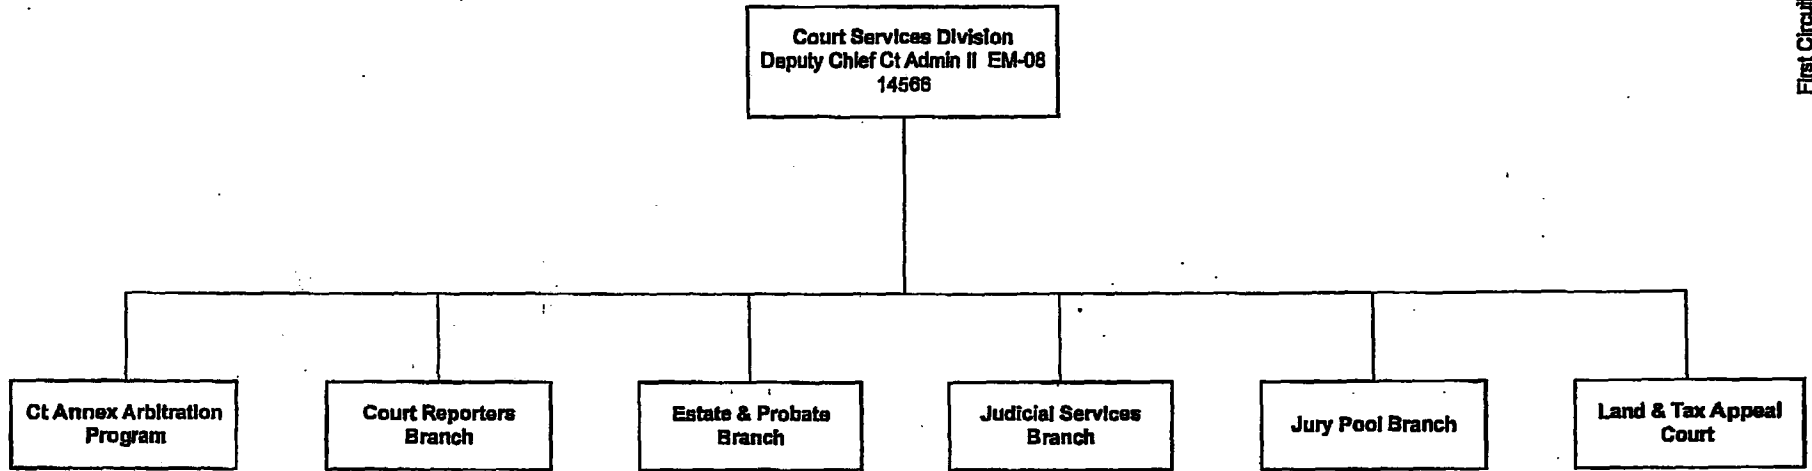 First Circuit
Court Services Division
Deputy Chief Ct Admin II EM-08
14566
Ct Annex Arbitration
Program
Court Reporters
Branch
Estate & Probate
Branch
Judicial Services
Branch
Jury Pool Branch
Land & Tax Appeal
Court